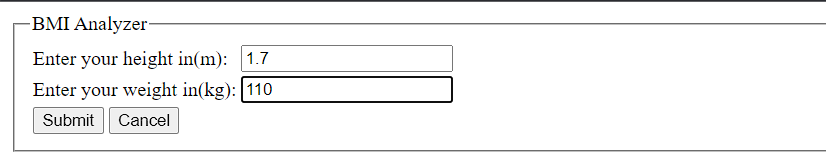 BMI Analyzer
Enter your height in(m): 1.7
Enter your weight in(kg): 110
Submit Cancel